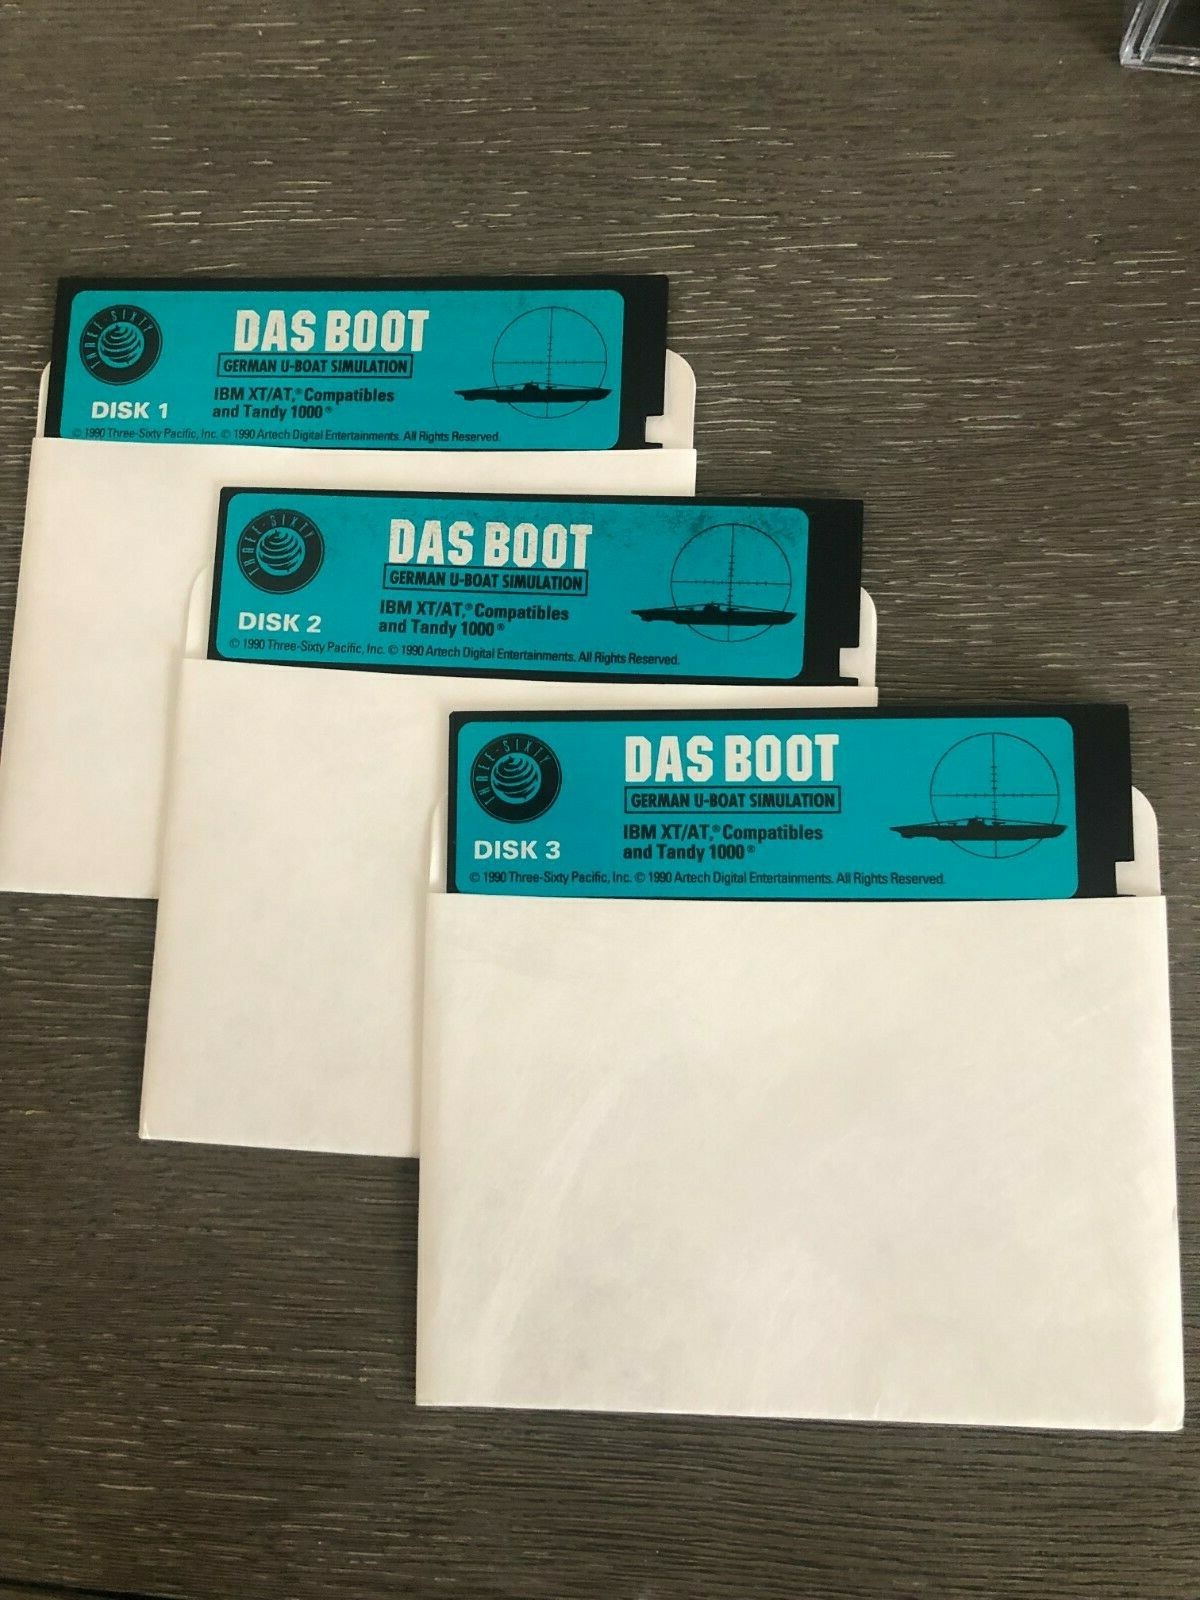 THREE-SIXTY
DAS BOOT
GERMAN U-BOAT SIMULATION
IBM XT/AT,® Compatibles
and Tandy 1000®
DISK 1
© 1990 Three-Sixty Pacific, Inc. © 1990 Artech Digital Entertainments. All Rights Reserved.
THREE-SIXTY
DAS BOOT
GERMAN U-BOAT SIMULATION
IBM XT/AT,® Compatibles
and Tandy 1000®
DISK 2
© 1990 Three-Sixty Pacific, Inc. © 1990 Artech Digital Entertainments. All Rights Reserved.
THREE-SIXTY
DAS BOOT
GERMAN U-BOAT SIMULATION
IBM XT/AT,® Compatibles
and Tandy 1000®
DISK 3
© 1990 Three-Sixty Pacific, Inc. © 1990 Artech Digital Entertainments. All Rights Reserved.